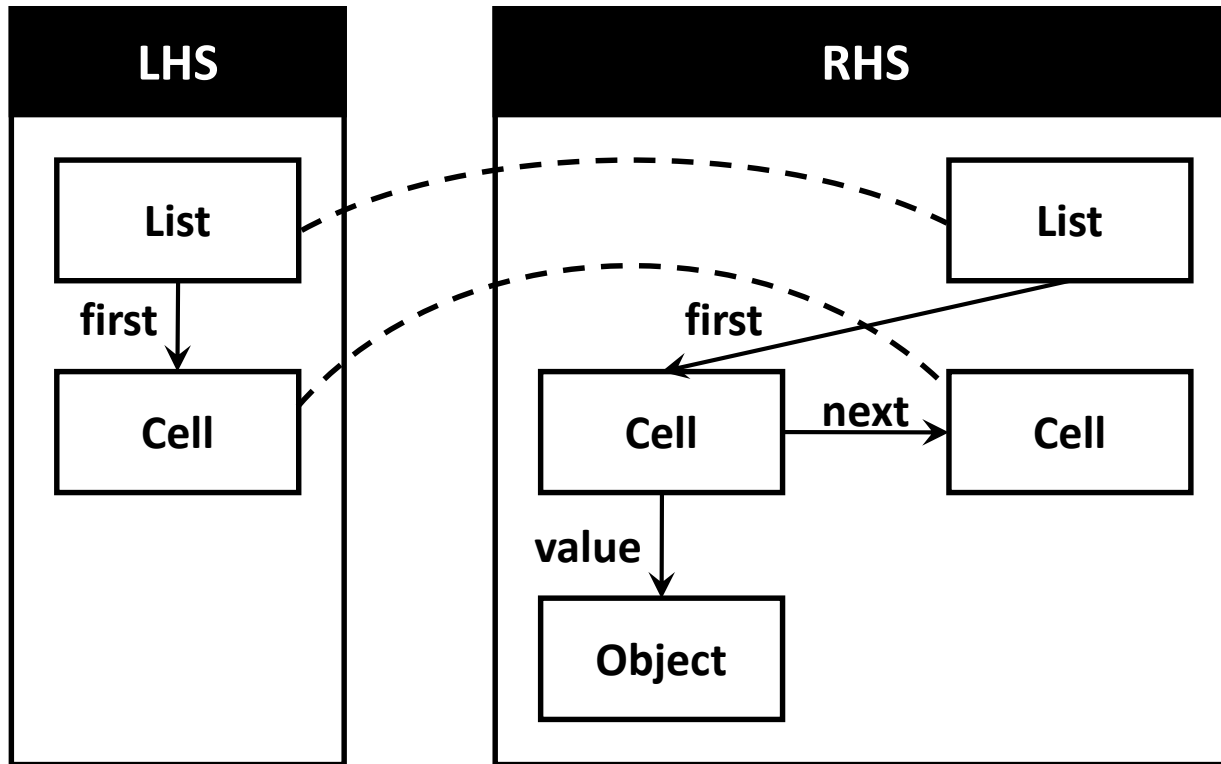 LHS
RHS
List
List
first
first
Cell
Cell
next
Cell
value
Object